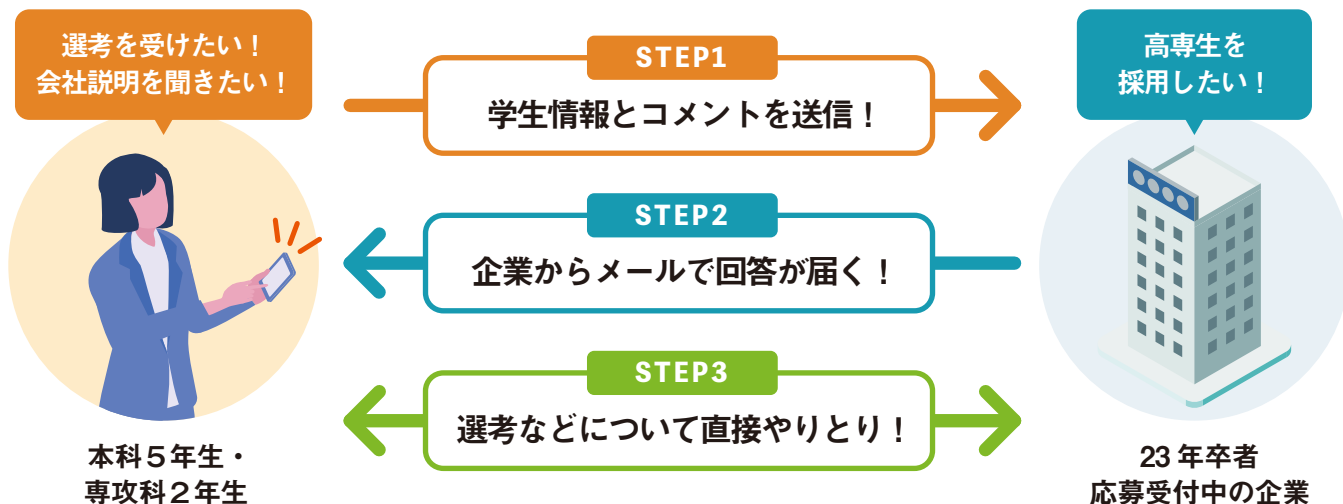 選考を受けたい！
会社説明を聞きたい！
STEP1
学生情報とコメントを送信！
高専生を
採用したい！
STEP2
企業からメールで回答が届く！
STEP3
選考などについて直接やりとり！
本科５年生・
専攻科２年生
23 年卒者
応募受付中の企業